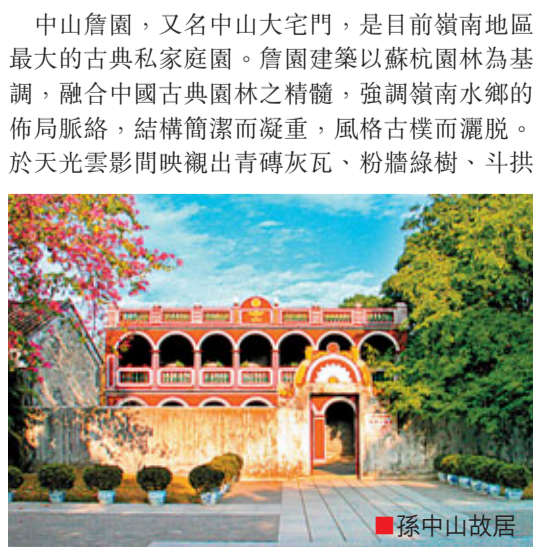 中山詹園，又名中山大宅門，是目前嶺南地區
最大的古典私家庭園。詹園建築以蘇杭園林為基
調，融合中國古典園林之精髓，強調嶺南水鄉的
佈局脈絡，結構簡潔而凝重，風格古樸而灑脫。
於天光雲影間映襯出青磚灰瓦、粉牆綠樹、斗拱
■孫中山故居